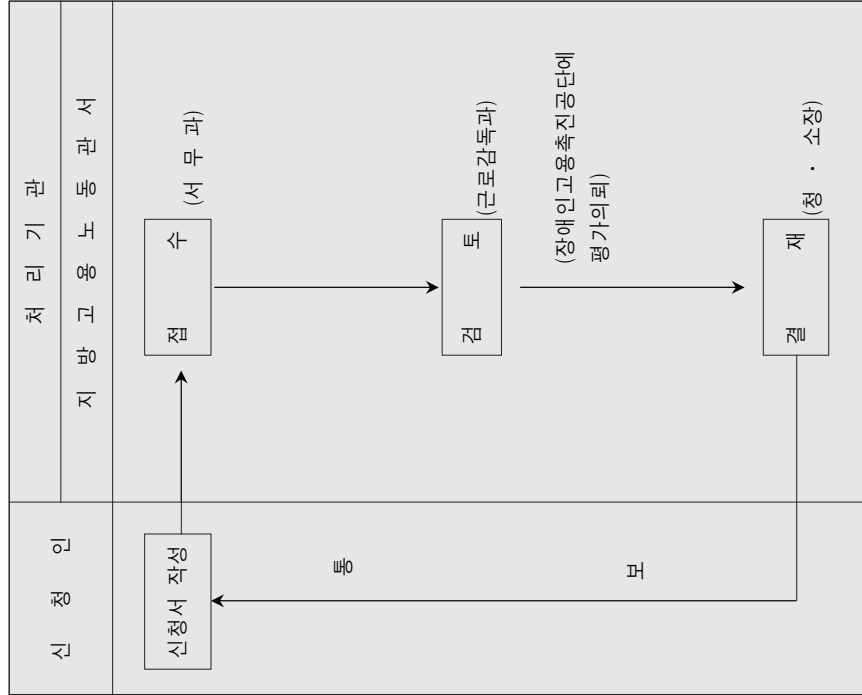 신 청 인
처 리 기 관
지 방 고 용 노 동 관 서
신청서 작성
접 수
(서 무 과)
검 토
(근로감독과)
(장애인고용촉진공단에
평가의뢰)
결 재
(청 · 소장)
통 보